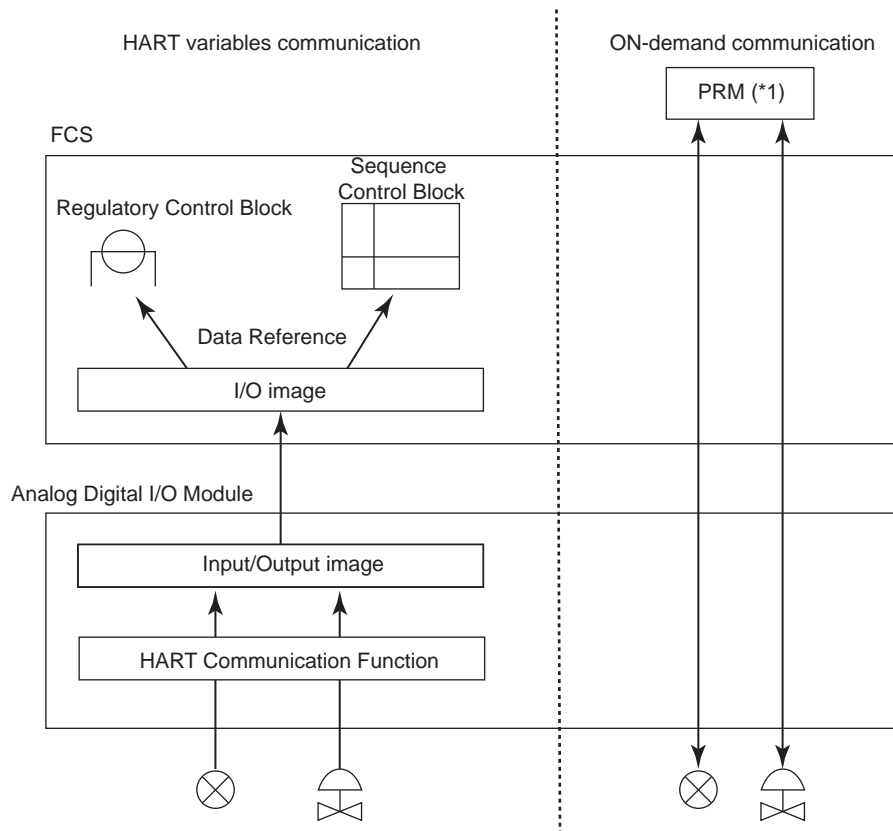 HART variables communication
ON-demand communication
PRM (*1)
FCS
Sequence
Control Block
Regulatory Control Block
Data Reference
I/O image
Analog Digital I/O Module
Input/Output image
HART Communication Function